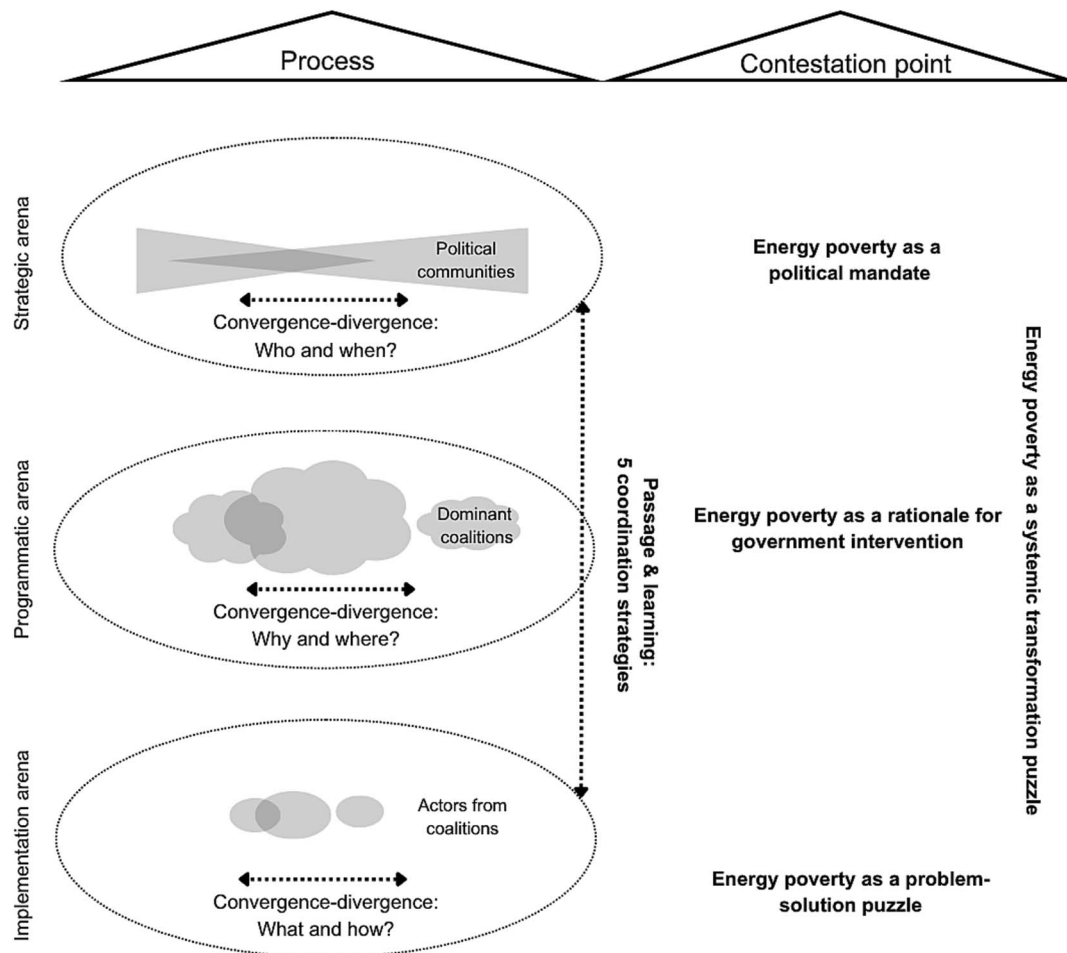 Process
Contestation point
Strategic arena
Political
communities
Convergence-divergence:
Who and when?
Energy poverty as a
political mandate
Programmatic arena
Dominant
coalitions
Convergence-divergence:
Why and where?
Passage & learning:
5 coordination strategies
Energy poverty as a rationale for
government intervention
Energy poverty as a systemic transformation puzzle
Implementation arena
Actors from
coalitions
Convergence-divergence:
What and how?
Energy poverty as a problem-
solution puzzle